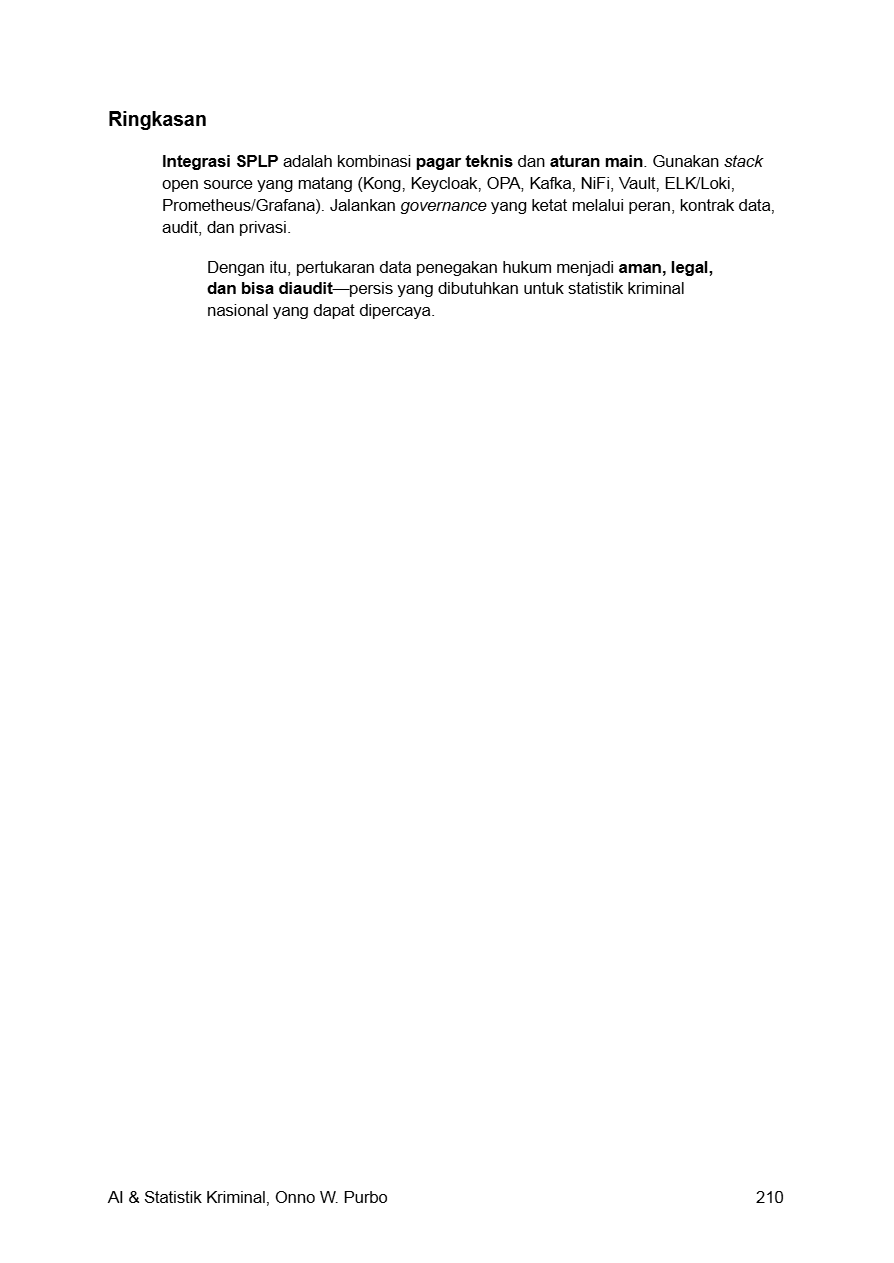 Ringkasan
Integrasi SPLP adalah kombinasi pagar teknis dan aturan main. Gunakan stack
open source yang matang (Kong, Keycloak, OPA, Kafka, NiFi, Vault, ELK/Loki,
Prometheus/Grafana). Jalankan governance yang ketat melalui peran, kontrak data,
audit, dan privasi.
Dengan itu, pertukaran data penegakan hukum menjadi aman, legal,
dan bisa diaudit—persis yang dibutuhkan untuk statistik kriminal
nasional yang dapat dipercaya.
AI & Statistik Kriminal, Onno W. Purbo 210